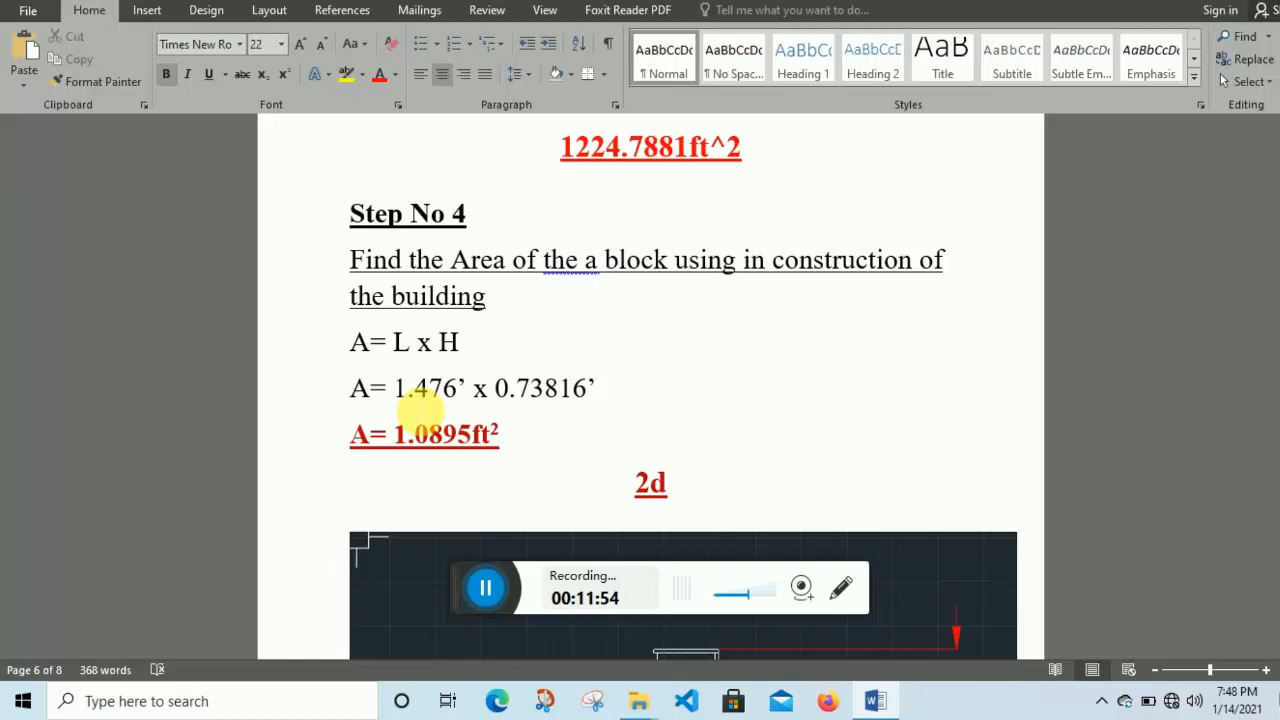 File Home Insert Design Layout References Mailings Review View Foxit Reader PDF Tell me what you want to do... Sign in
Cut
Copy
Format Painter
Paste
Times New Ro 22
AaBbCcDc AaBbCcDc AaBbCc AaBbCcC AaB AaBbCcC AaBbCcDc AaBbCcDc
¶ Normal ¶ No Spac... Heading 1 Heading 2 Title Subtitle Subtle Em... Emphasis
Find
Replace
Select
Clipboard Font Paragraph Styles Editing
1224.7881ft^2
Step No 4
Find the Area of the a block using in construction of
the building
A= L x H
A= 1.476’ x 0.73816’
A= 1.0895ft²
2d
Recording...
00:11:54
Page 6 of 8 368 words
Type here to search
7:48 PM
1/14/2021